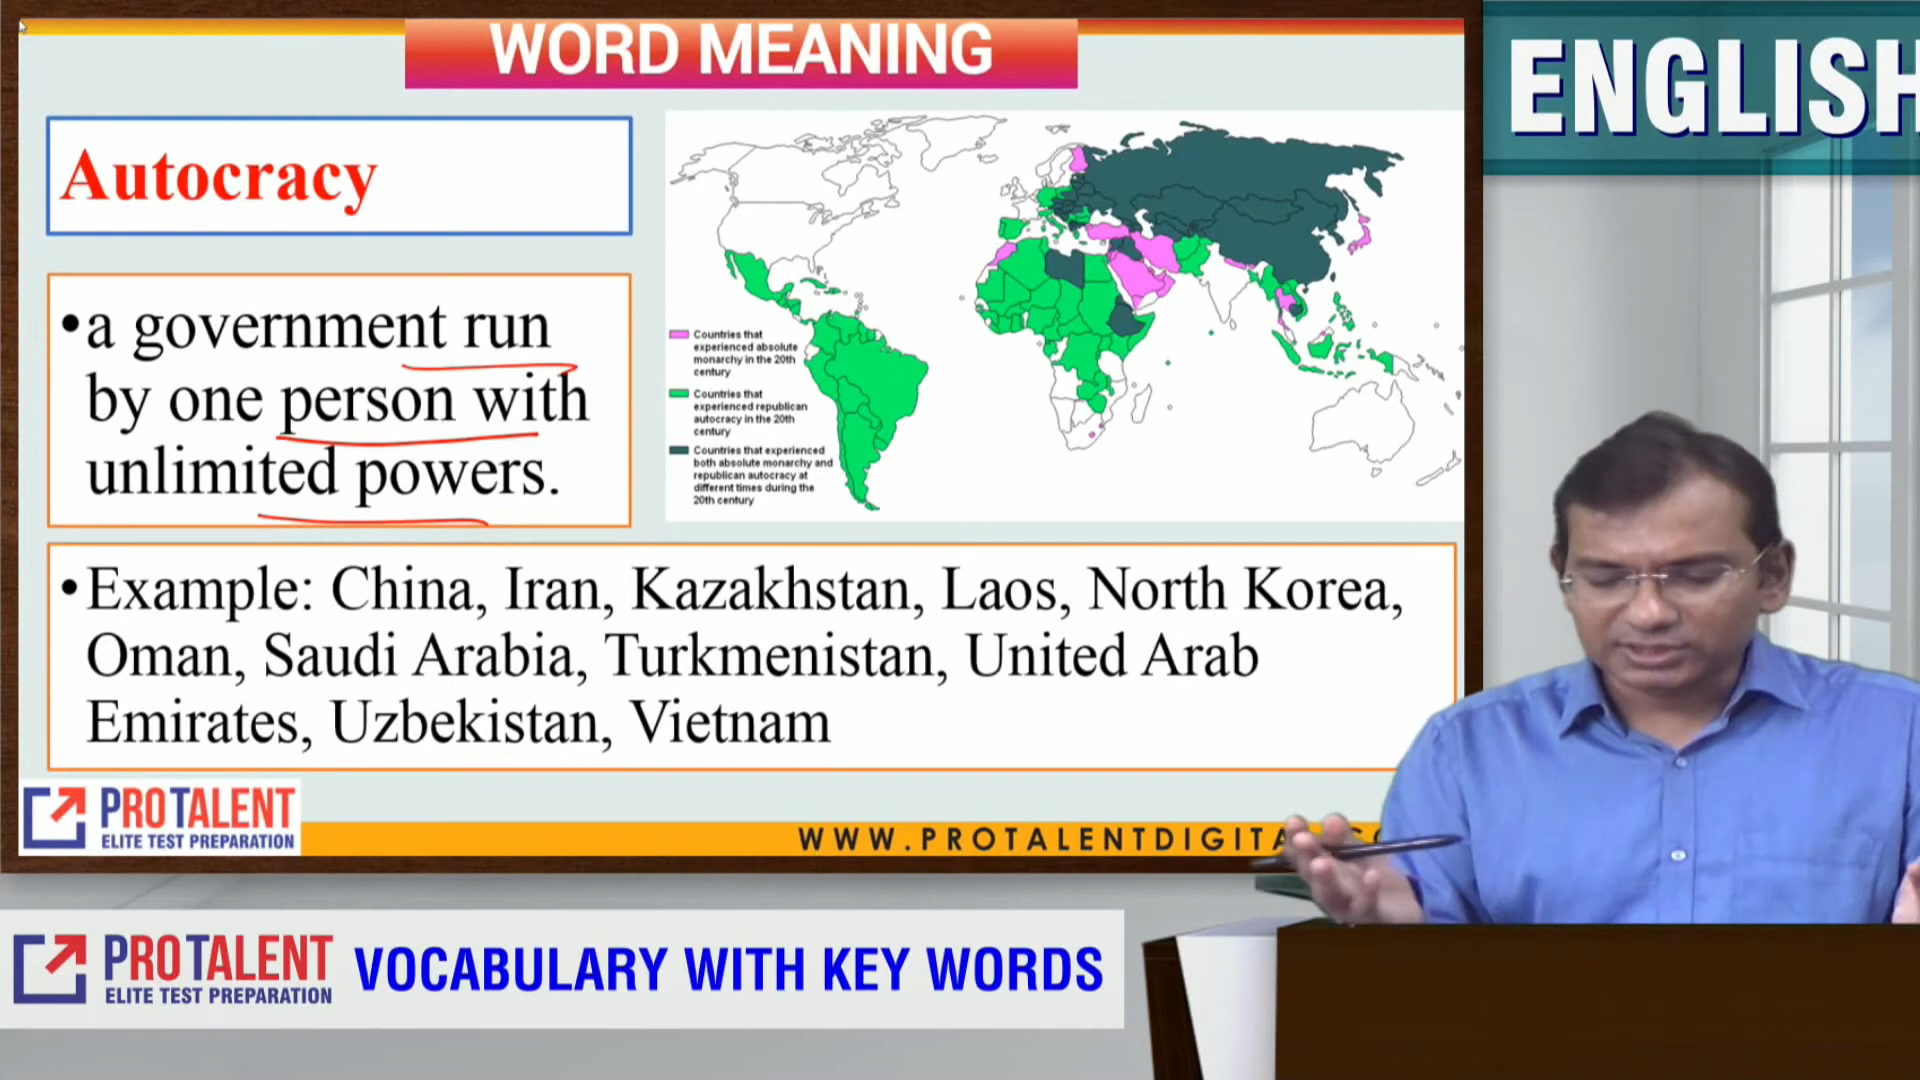 WORD MEANING
ENGLISH
Autocracy
•a government run
by one person with
unlimited powers.
Countries that
experienced absolute
monarchy in the 20th
century
Countries that
experienced republican
autocracy in the 20th
century
Countries that experienced
both absolute monarchy and
republican autocracy at
different times during the
20th century
•Example: China, Iran, Kazakhstan, Laos, North Korea,
Oman, Saudi Arabia, Turkmenistan, United Arab
Emirates, Uzbekistan, Vietnam
PROTALENT
ELITE TEST PREPARATION
WWW.PROTALENTDIGITA
PROTALENT
ELITE TEST PREPARATION
VOCABULARY WITH KEY WORDS